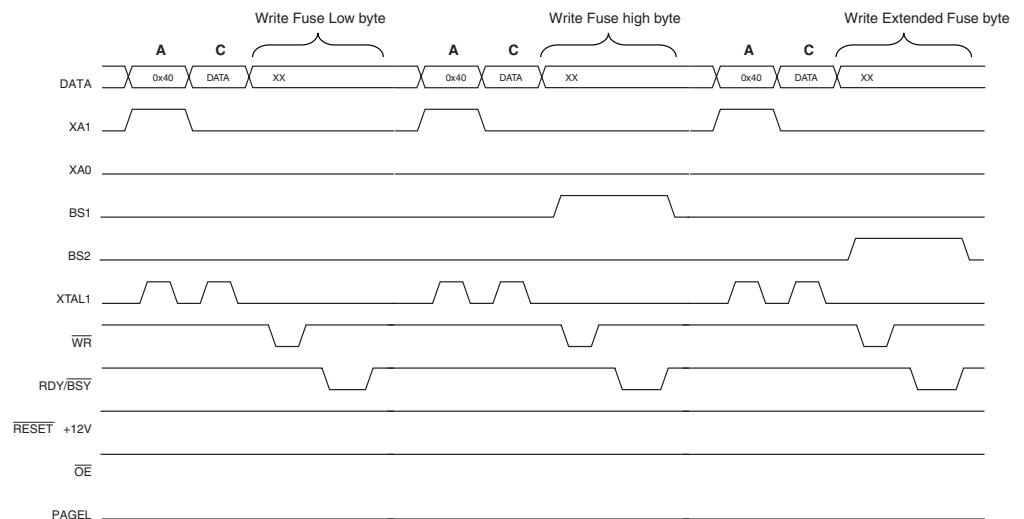 Write Fuse Low byte Write Fuse high byte Write Extended Fuse byte
A C A C A C
DATA 0x40 DATA XX 0x40 DATA XX 0x40 DATA XX
XA1
XA0
BS1
BS2
XTAL1
WR
RDY/BSY
RESET +12V
OE
PAGEL